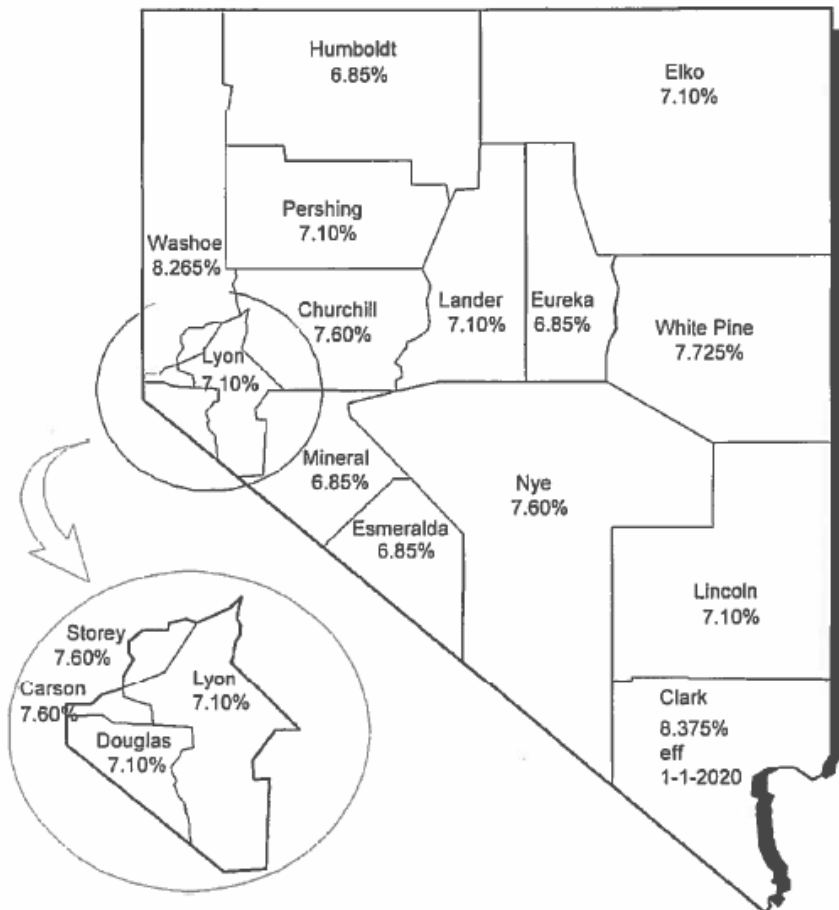 Humboldt
6.85%
Elko
7.10%
Pershing
7.10%
Washoe
8.265%
Churchill
7.60%
Lander
7.10%
Eureka
6.85%
White Pine
7.725%
Lyon
7.10%
Mineral
6.85%
Nye
7.60%
Esmeralda
6.85%
Lincoln
7.10%
Storey
7.60%
Lyon
7.10%
Carson
7.60%
Douglas
7.10%
Clark
8.375%
eff
1-1-2020